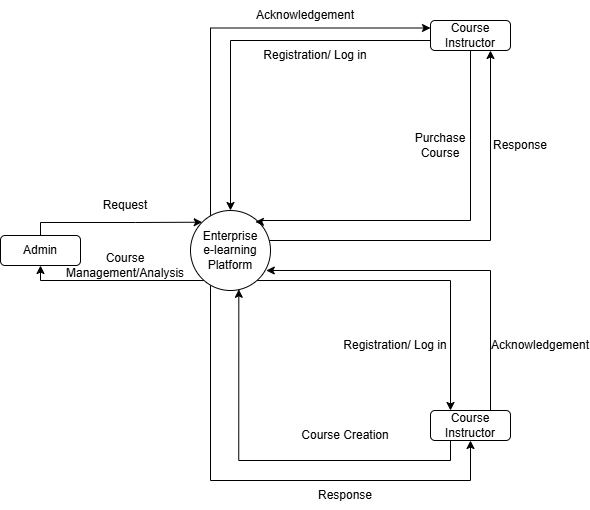 Acknowledgement
Course
Instructor
Registration/ Log in
Purchase
Course
Response
Request
Admin
Enterprise
e-learning
Platform
Course
Management/Analysis
Registration/ Log in
Acknowledgement
Course
Instructor
Course Creation
Response